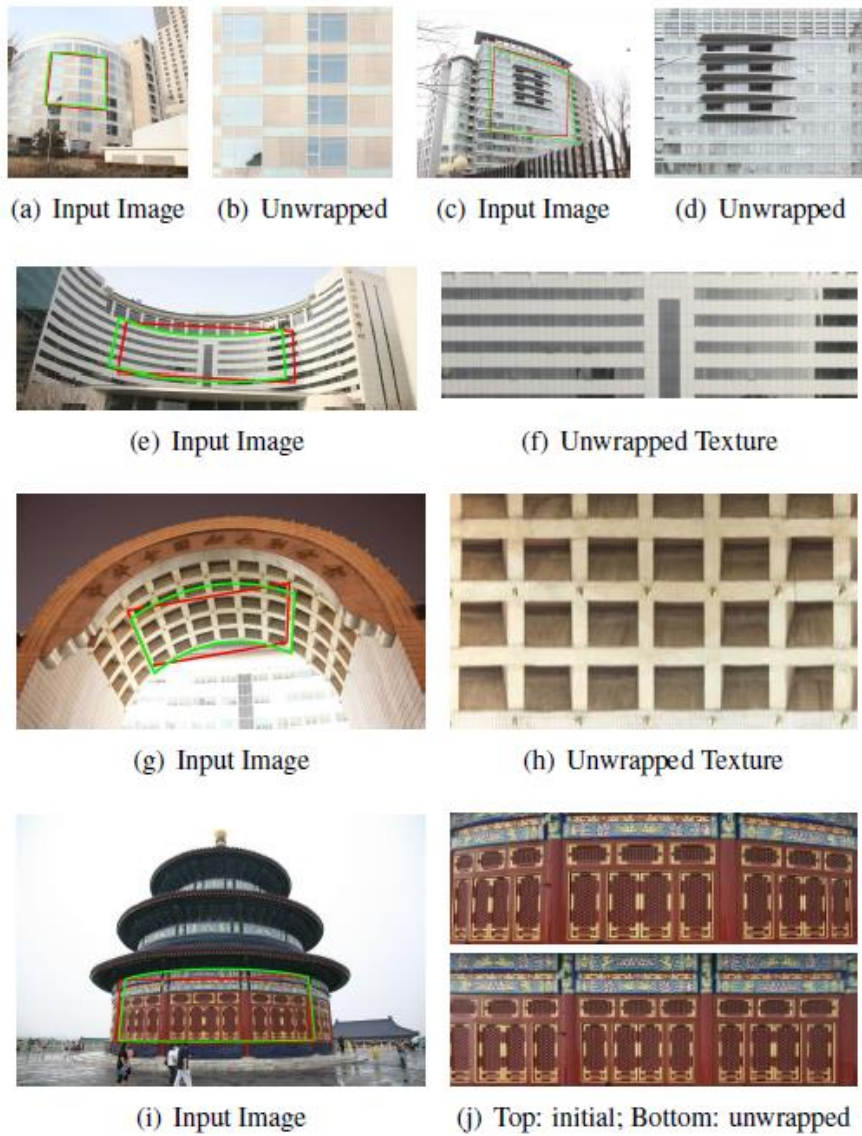 (a) Input Image (b) Unwrapped (c) Input Image (d) Unwrapped
(e) Input Image (f) Unwrapped Texture
(g) Input Image (h) Unwrapped Texture
(i) Input Image (j) Top: initial; Bottom: unwrapped